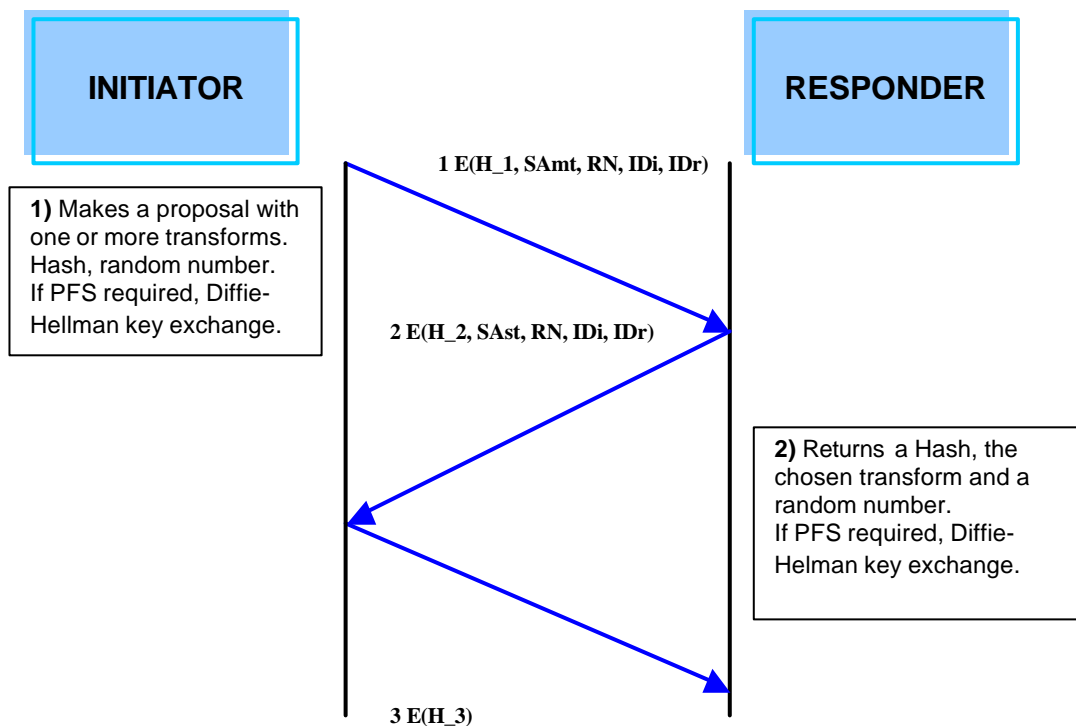 INITIATOR
RESPONDER
1 E(H_1, SAmt, RN, IDi, IDr)
1) Makes a proposal with
one or more transforms.
Hash, random number.
If PFS required, Diffie-
Hellman key exchange.
2 E(H_2, SAst, RN, IDi, IDr)
2) Returns a Hash, the
chosen transform and a
random number.
If PFS required, Diffie-
Helman key exchange.
3 E(H_3)